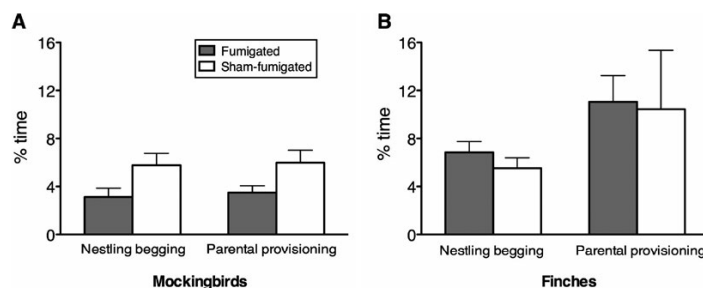 A
16
12
8
4
0
% time
Fumigated
Sham-fumigated
Nestling begging Parental provisioning
Mockingbirds
B
16
12
8
4
0
% time
Nestling begging Parental provisioning
Finches